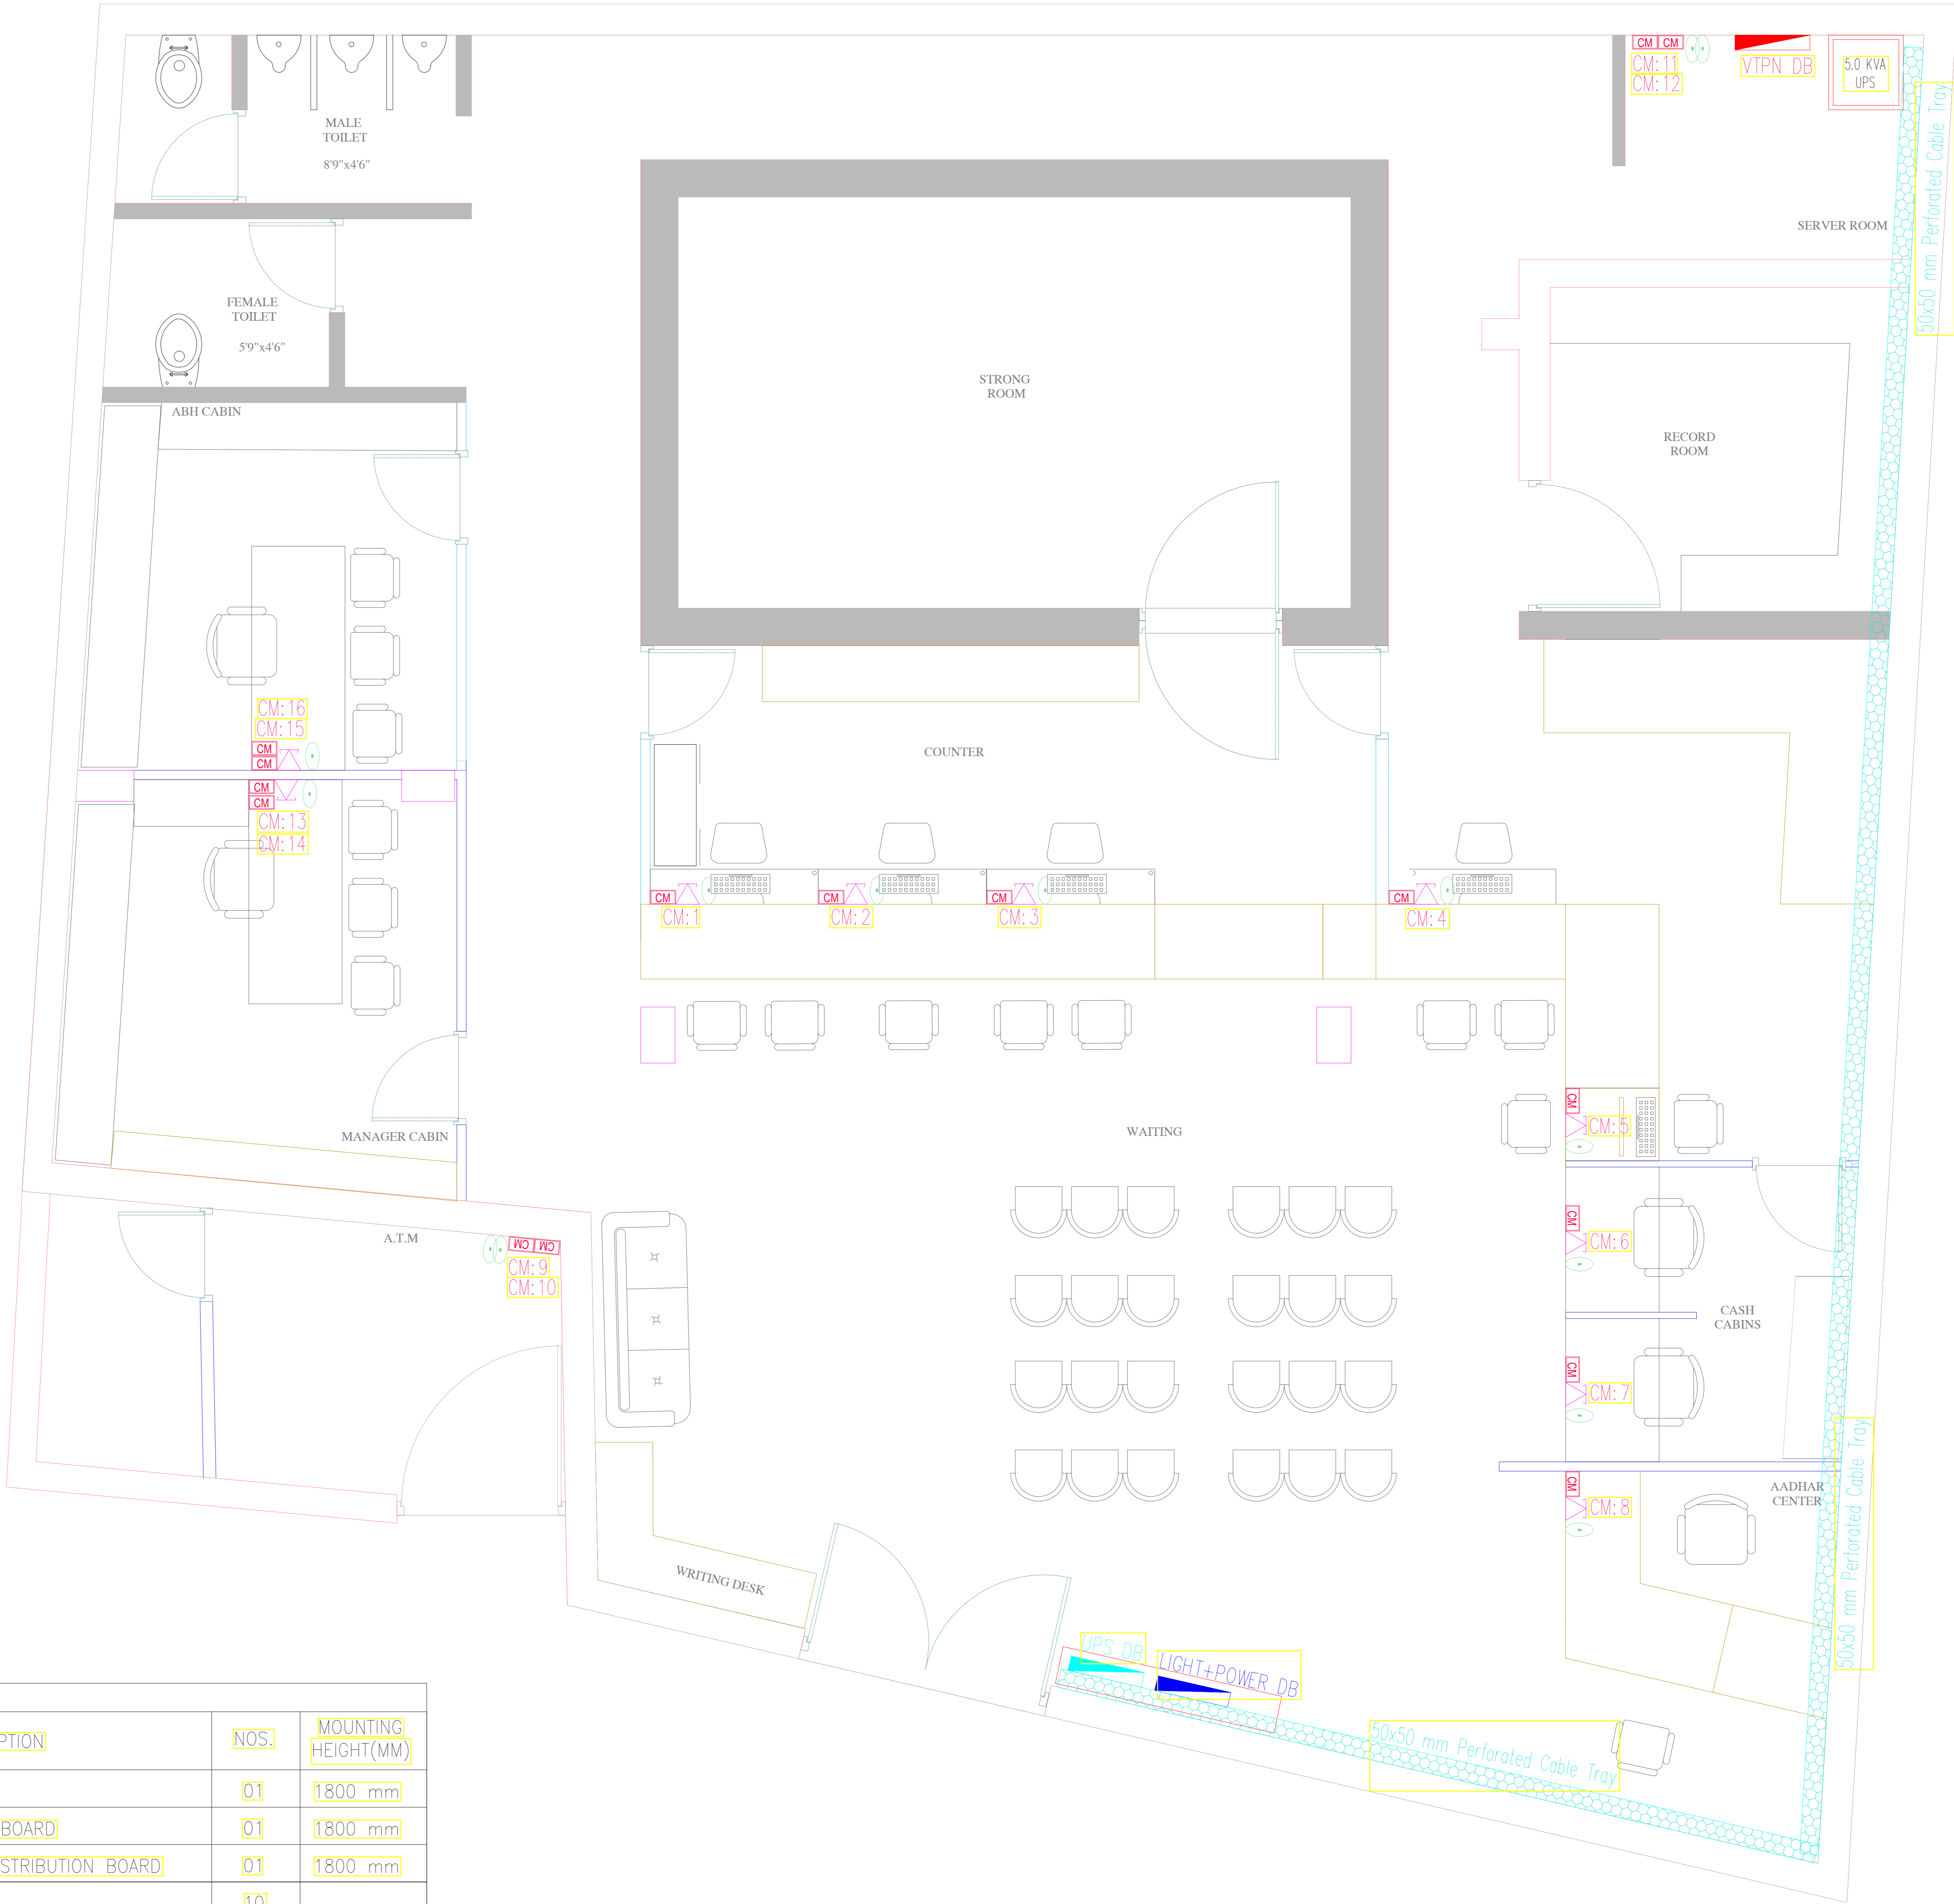 CM CM
CM:11
CM:12
VTPN DB
5.0 KVA
UPS
50x50 mm Perforated Cable Tray
MALE
TOILET
8'9"x4'6"
SERVER ROOM
FEMALE
TOILET
5'9"x4'6"
STRONG
ROOM
ABH CABIN
RECORD
ROOM
CM:16
CM:15
CM
CM
CM
CM
CM:13
CM:14
COUNTER
CM
CM:1
CM
CM:2
CM
CM:3
CM
CM:4
CM
CM:5
WAITING
MANAGER CABIN
A.T.M
CM CM
CM:9
CM:10
CM
CM:6
CASH
CABINS
CM
CM:7
CM
CM:8
AADHAR
CENTER
50x50 mm Perforated Cable Tray
WRITING DESK
UPS DB
LIGHT+POWER DB
50x50 mm Perforated Cable Tray
PTION NOS. MOUNTING
HEIGHT(MM)
01 1800 mm
BOARD 01 1800 mm
STRIBUTION BOARD 01 1800 mm
10